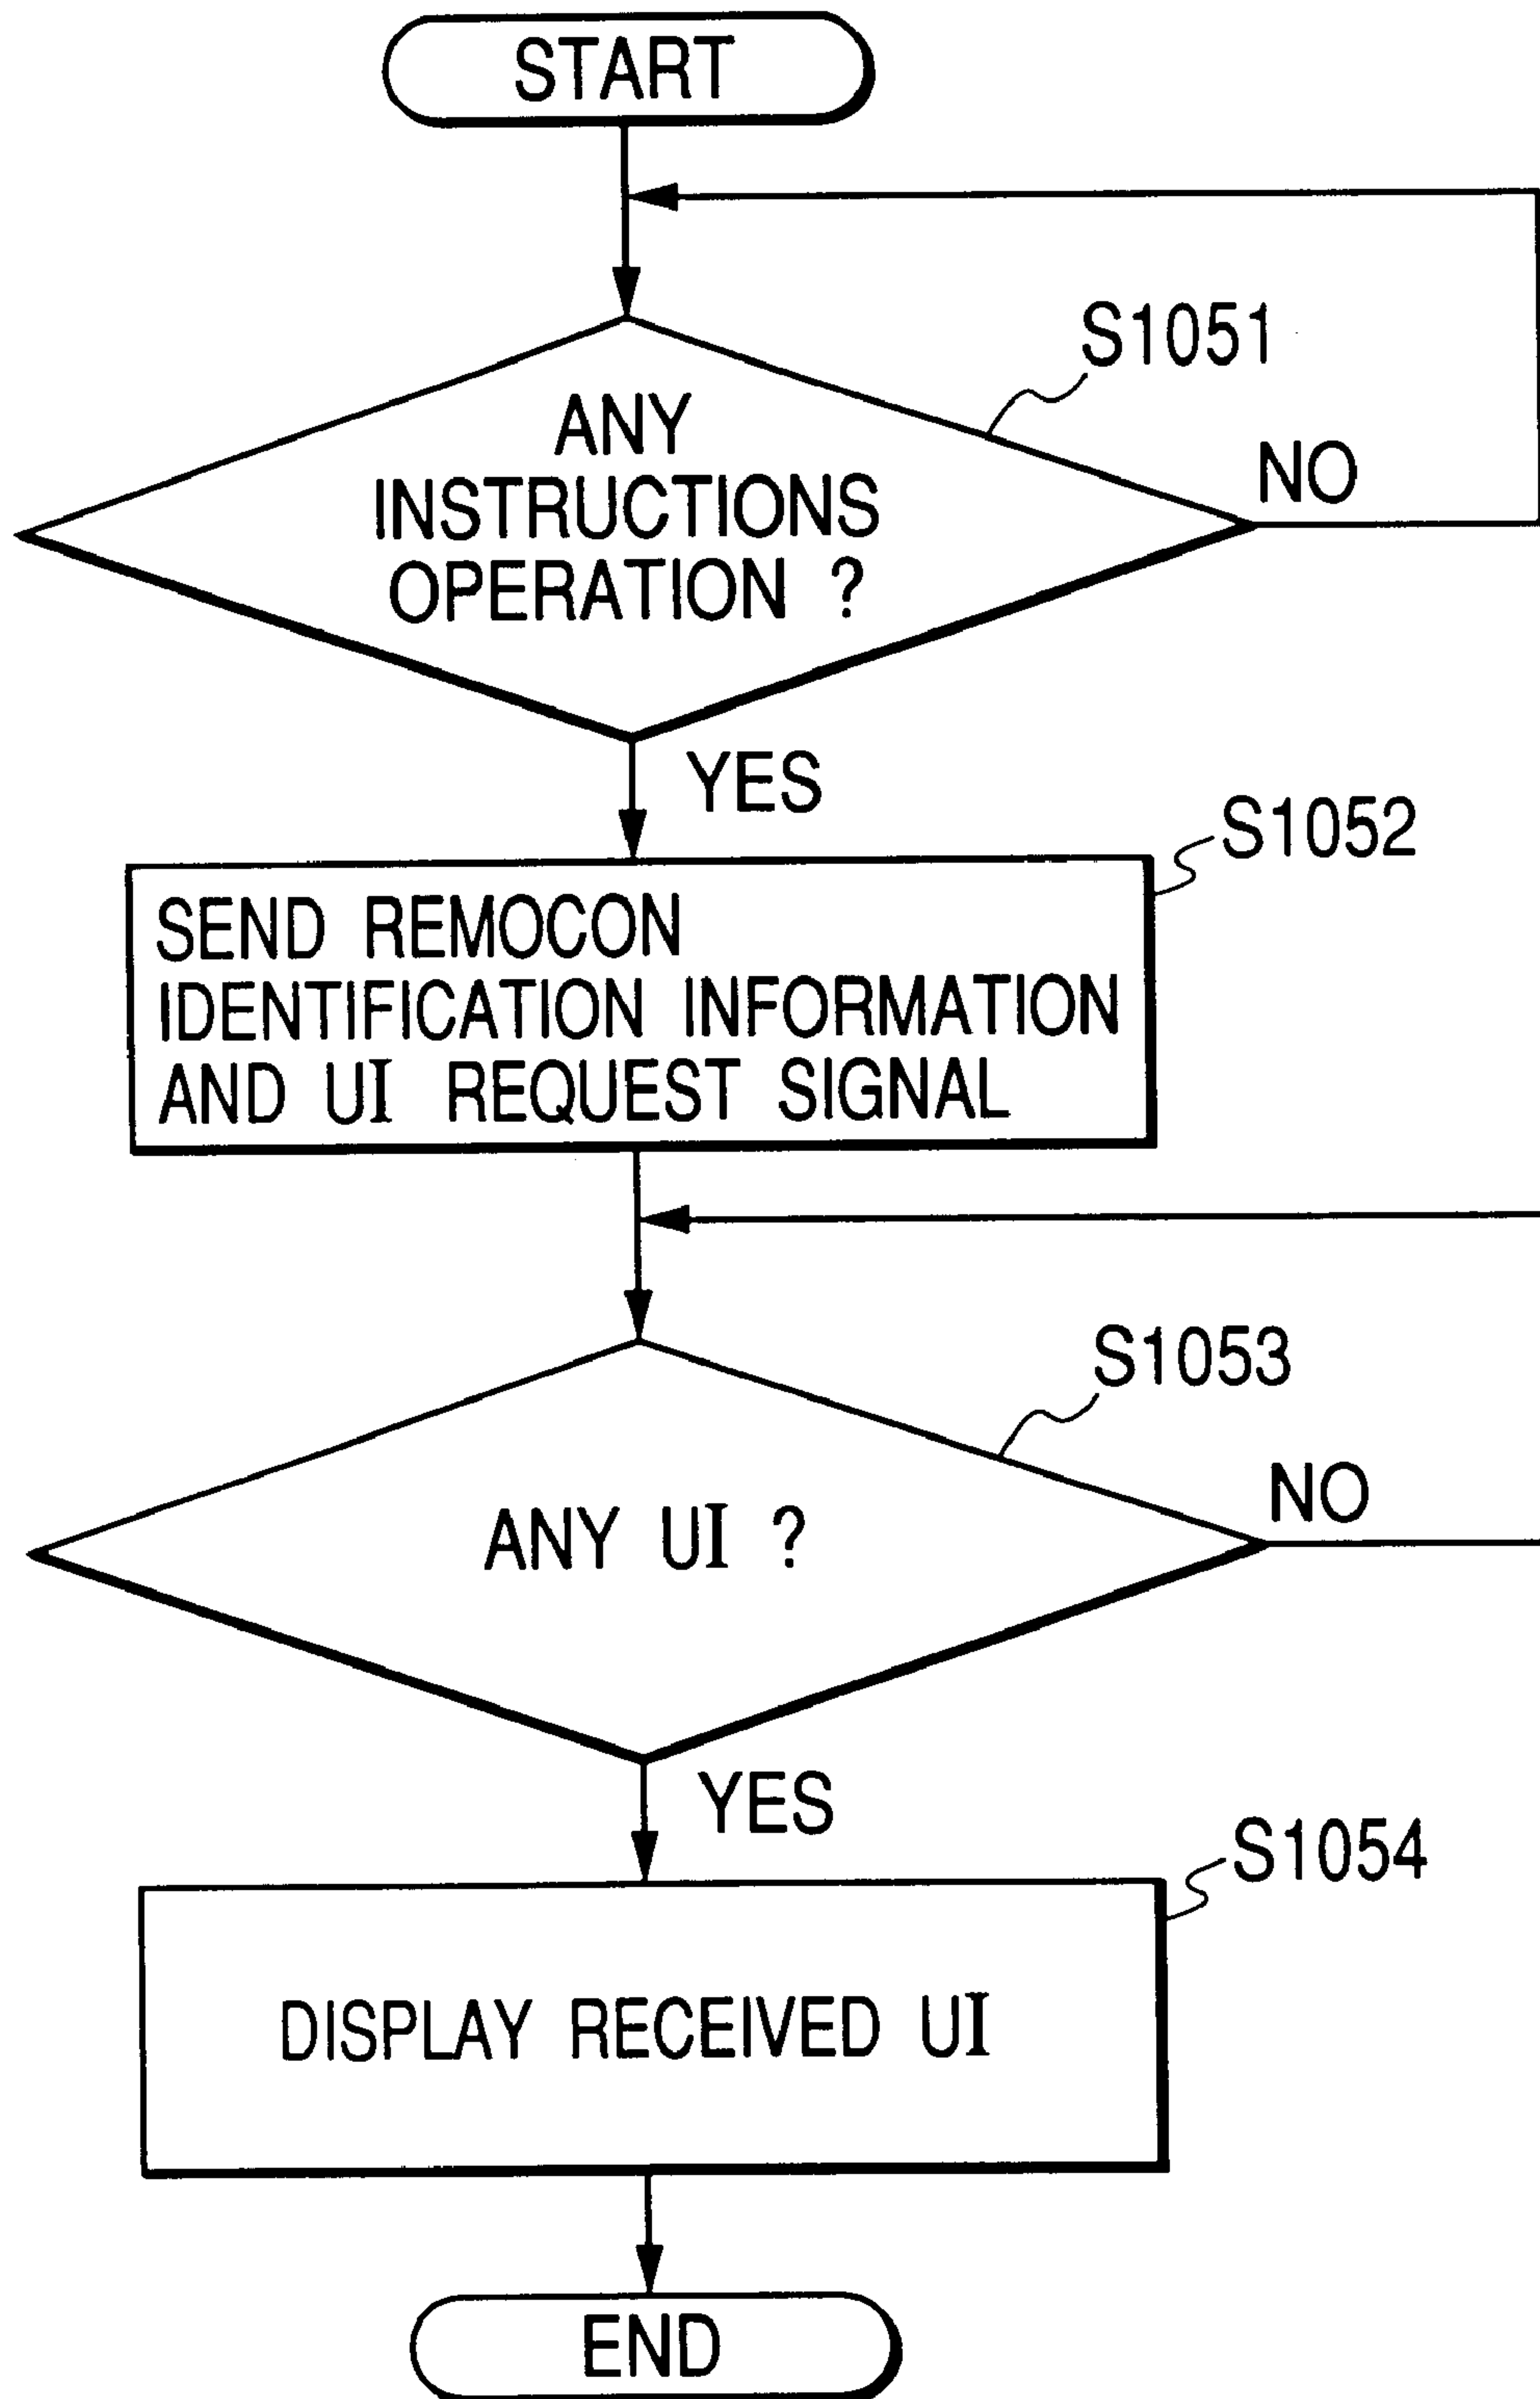 START
S1051
ANY
INSTRUCTIONS
OPERATION ?
NO
YES
S1052
SEND REMOCON
IDENTIFICATION INFORMATION
AND UI REQUEST SIGNAL
S1053
ANY UI ?
NO
YES
S1054
DISPLAY RECEIVED UI
END